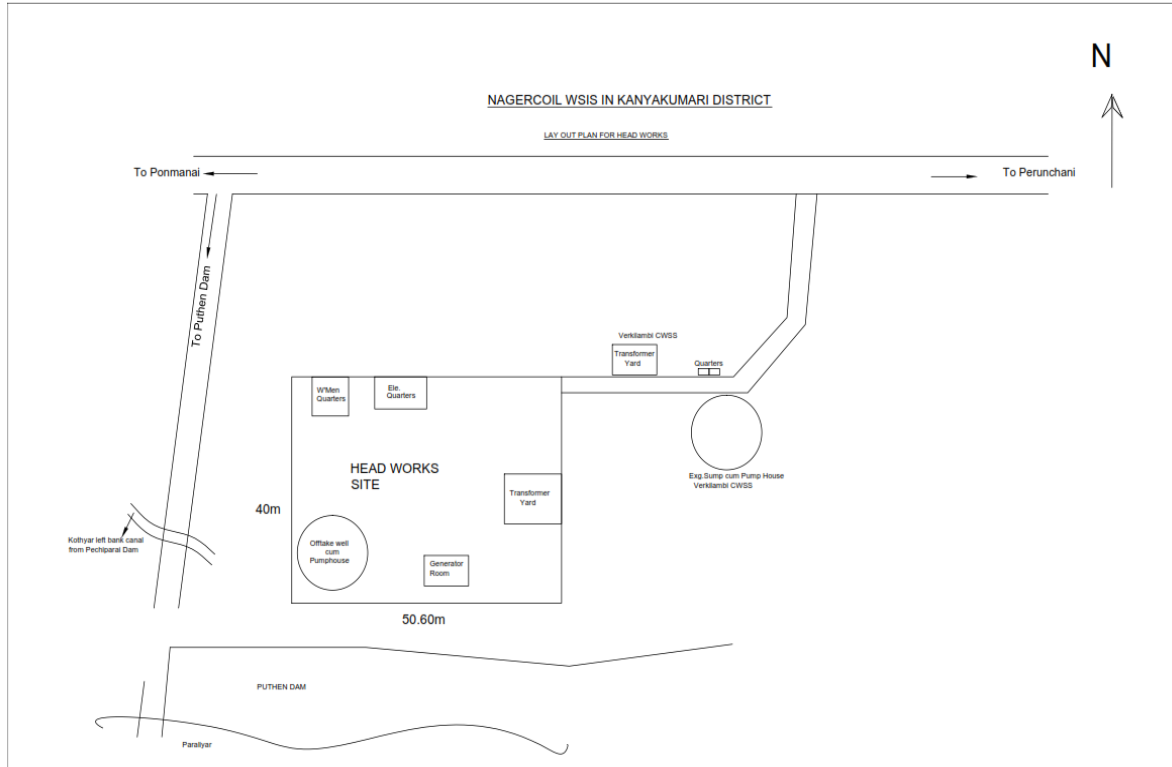 N
NAGERCOIL WSIS IN KANYAKUMARI DISTRICT
LAY OUT PLAN FOR HEAD WORKS
To Ponmanai
To Perunchani
To Puthen Dam
Verkilambi CWSS
Transformer
Yard
Quarters
W'Men
Quarters
Ele.
Quarters
HEAD WORKS
SITE
Exg.Sump cum Pump House
Verkilambi CWSS
Transformer
Yard
40m
Kothyar left bank canal
from Pechiparai Dam
Offtake well
cum
Pumphouse
Generator
Room
50.60m
PUTHEN DAM
Paraliyar